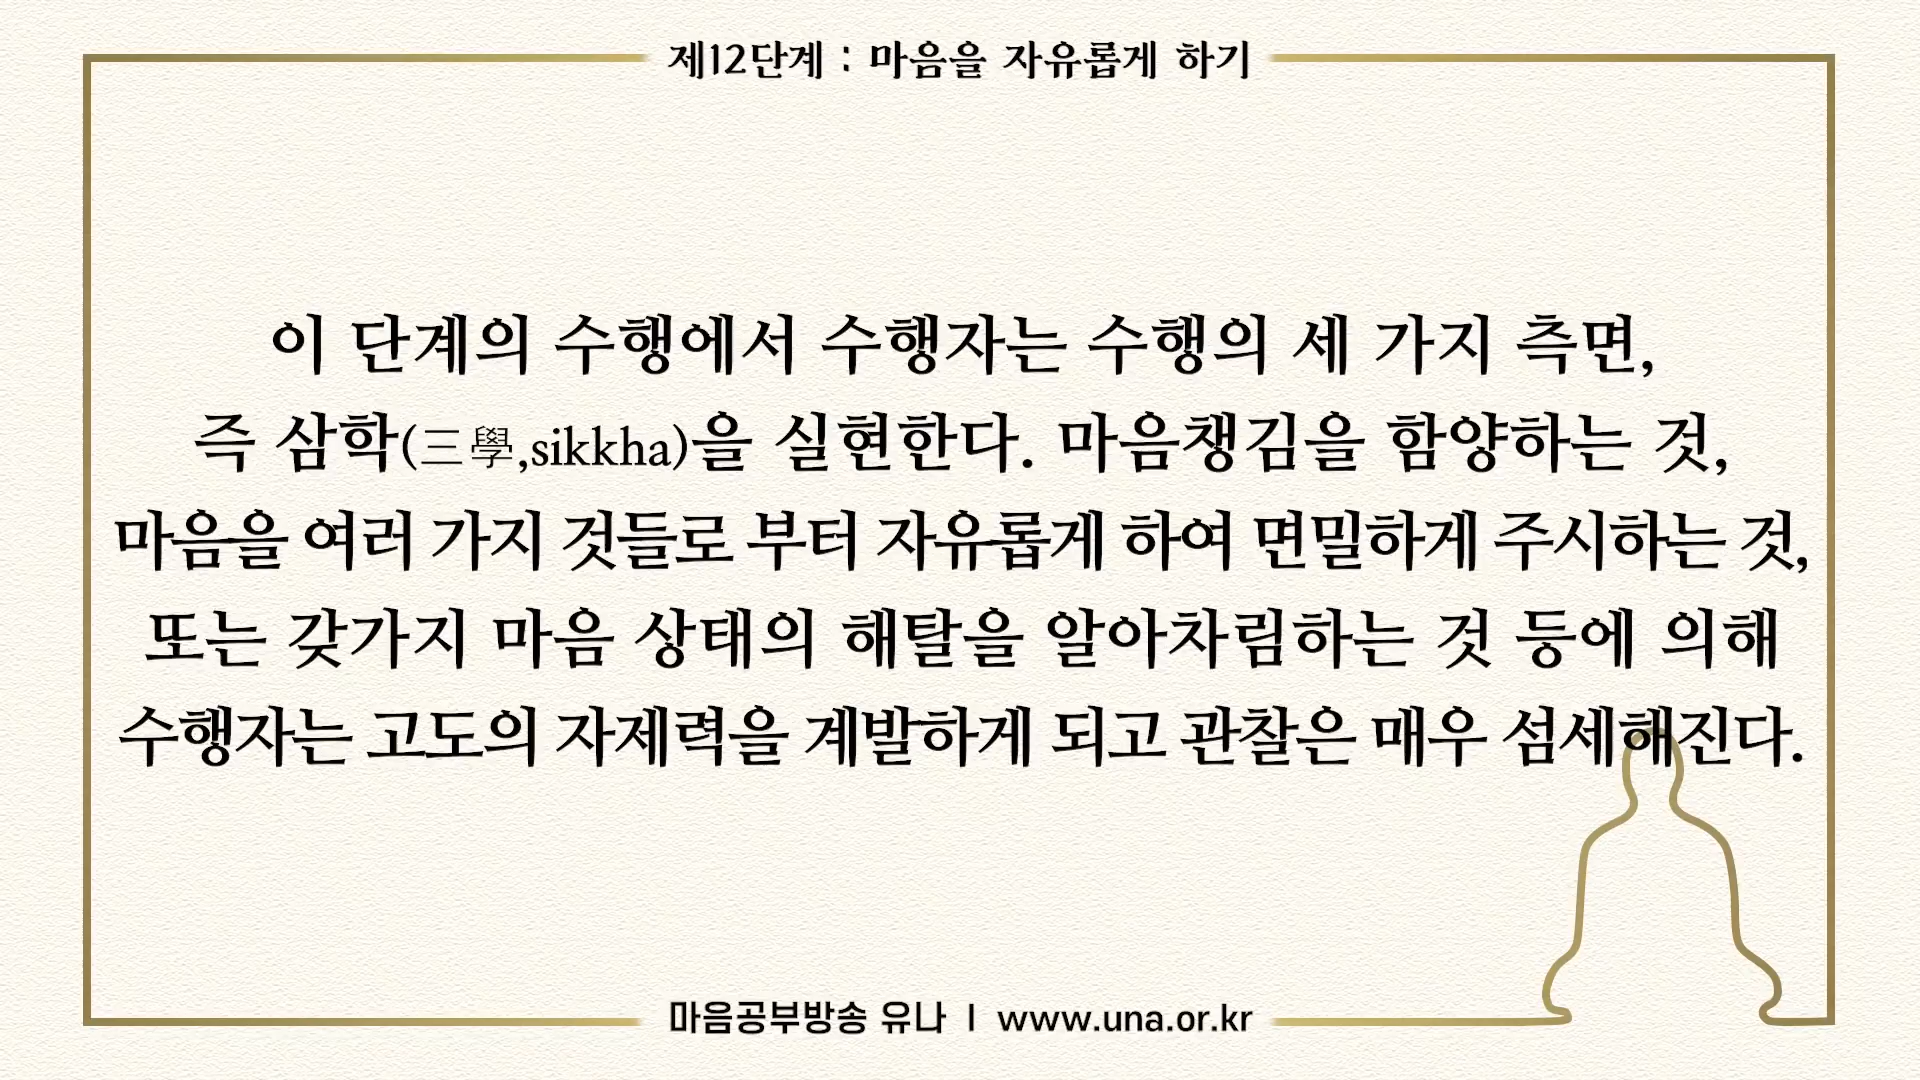 제12단계 : 마음을 자유롭게 하기
이 단계의 수행에서 수행자는 수행의 세 가지 측면,
즉 삼학(三學,sikkha)을 실현한다. 마음챙김을 함양하는 것,
마음을 여러 가지 것들로 부터 자유롭게 하여 면밀하게 주시하는 것,
또는 갖가지 마음 상태의 해탈을 알아차림하는 것 등에 의해
수행자는 고도의 자제력을 계발하게 되고 관찰은 매우 섬세해진다.
마음공부방송 유나 ㅣ www.una.or.kr